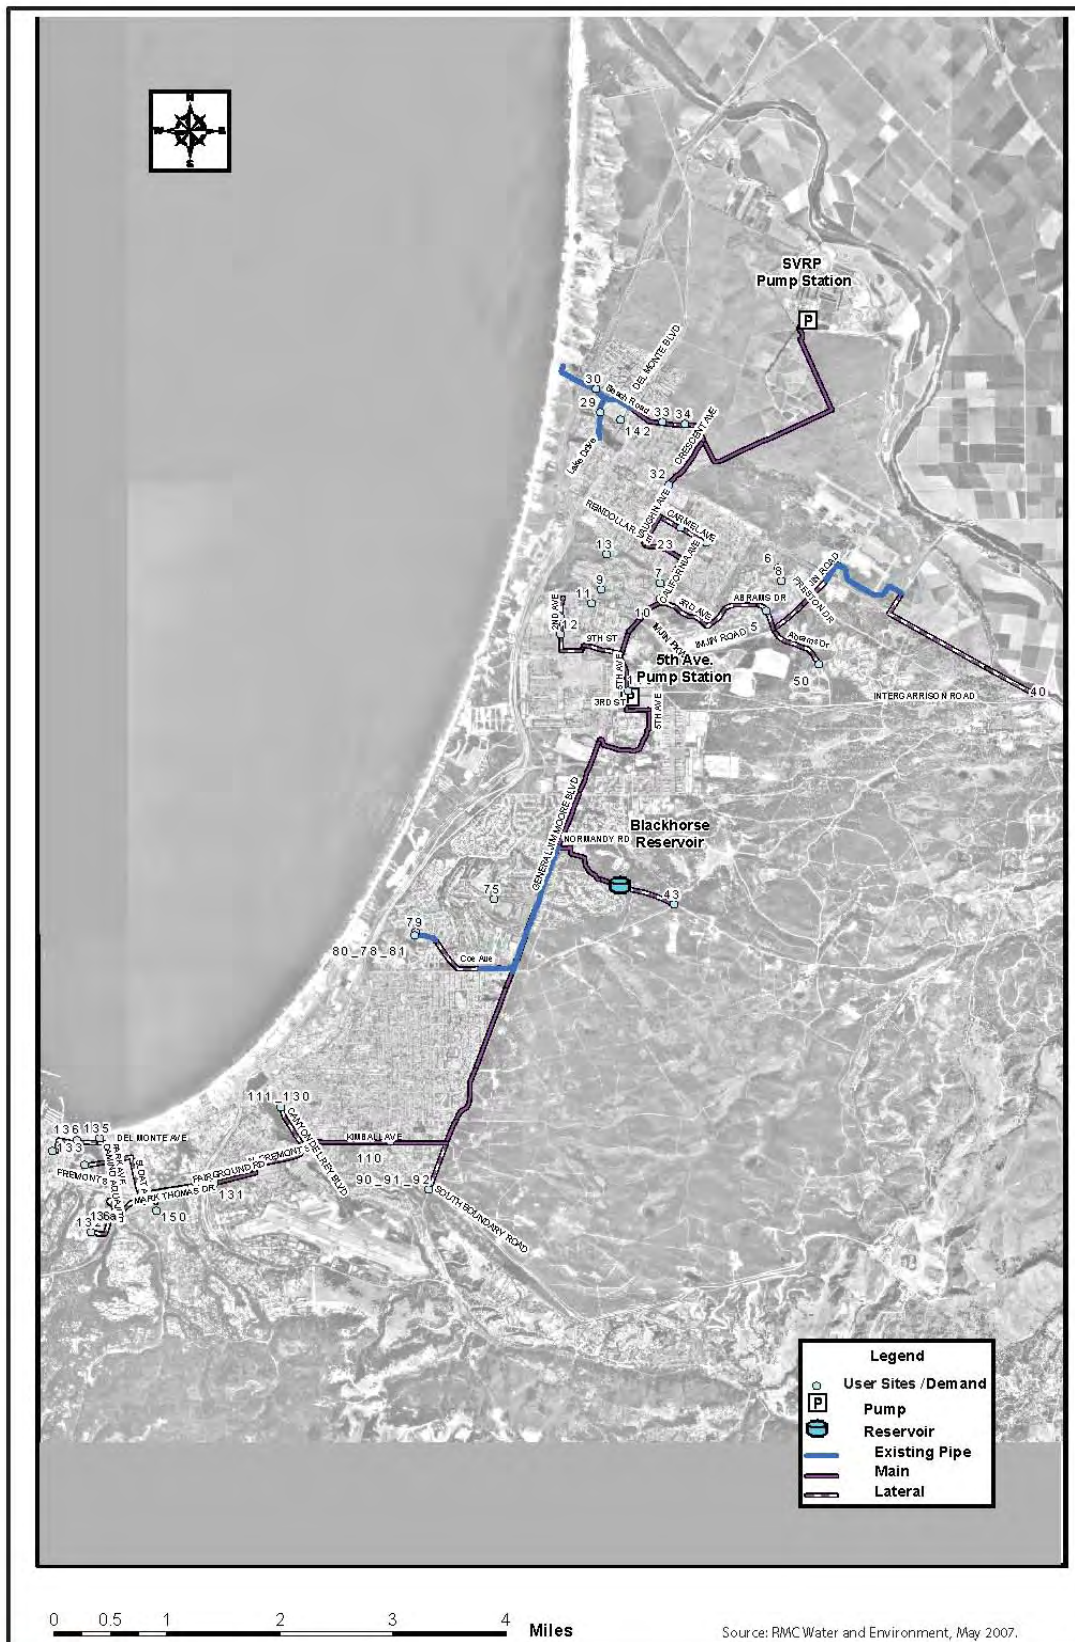 N
W E
S
SVRP
Pump Station
P
DEL MONTE BLVD
30
Beach Road
29
33 34
142
Lake Drive
CRESCENT AVE
32
VAUGHN AVE
REINDOLLAR
CARMEL AVE
23
CALIFORNIA AVE
13
7
6
8
9
11
PRESTON DR
ABRAMS DR
2ND AVE
12
10
3RD AVE
IMJIN ROAD
5
Abrams Dr
9TH ST
5TH AVE
5th Ave.
Pump Station
50
P
3RD ST
5TH AVE
INTERGARRISON ROAD
40
GENERAL JIM MOORE BLVD
Blackhorse
Reservoir
NORMANDY RD
43
75
79
80_78_81
Coe Ave
111_130
CANYON DEL REY BLVD
136 135
DEL MONTE AVE
133
KIMBALL AVE
110
90_91_92
SOUTH BOUNDARY ROAD
FAIRGROUND RD
MARK THOMAS DR
131
136a
150
Legend
User Sites /Demand
P Pump
Reservoir
Existing Pipe
Main
Lateral
0 0.5 1 2 3 4 Miles
Source: RMC Water and Environment, May 2007.